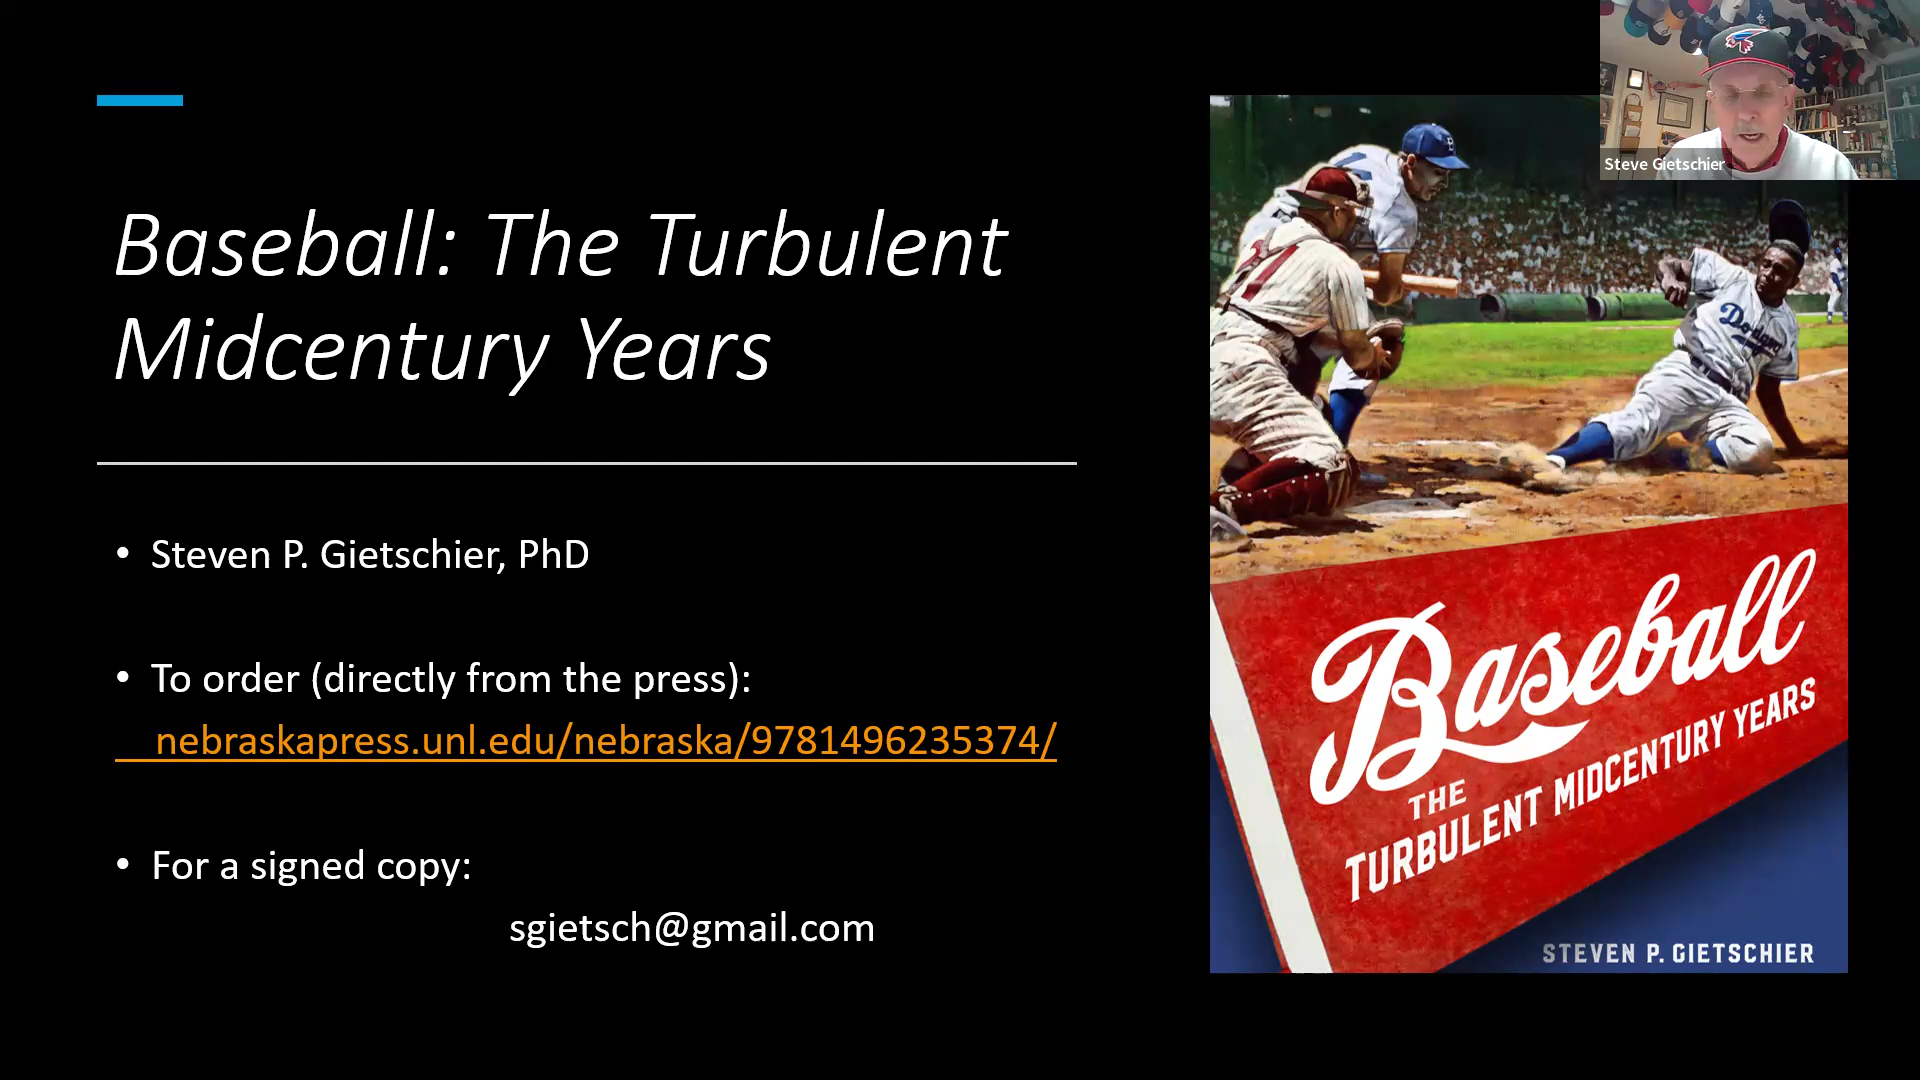 Baseball: The Turbulent
Midcentury Years
• Steven P. Gietschier, PhD
• To order (directly from the press):
nebraskapress.unl.edu/nebraska/9781496235374/
• For a signed copy:
sgietsch@gmail.com
Steve Gietschier
B
27
Dodgers
Baseball
THE
TURBULENT MIDCENTURY YEARS
STEVEN P. GIETSCHIER